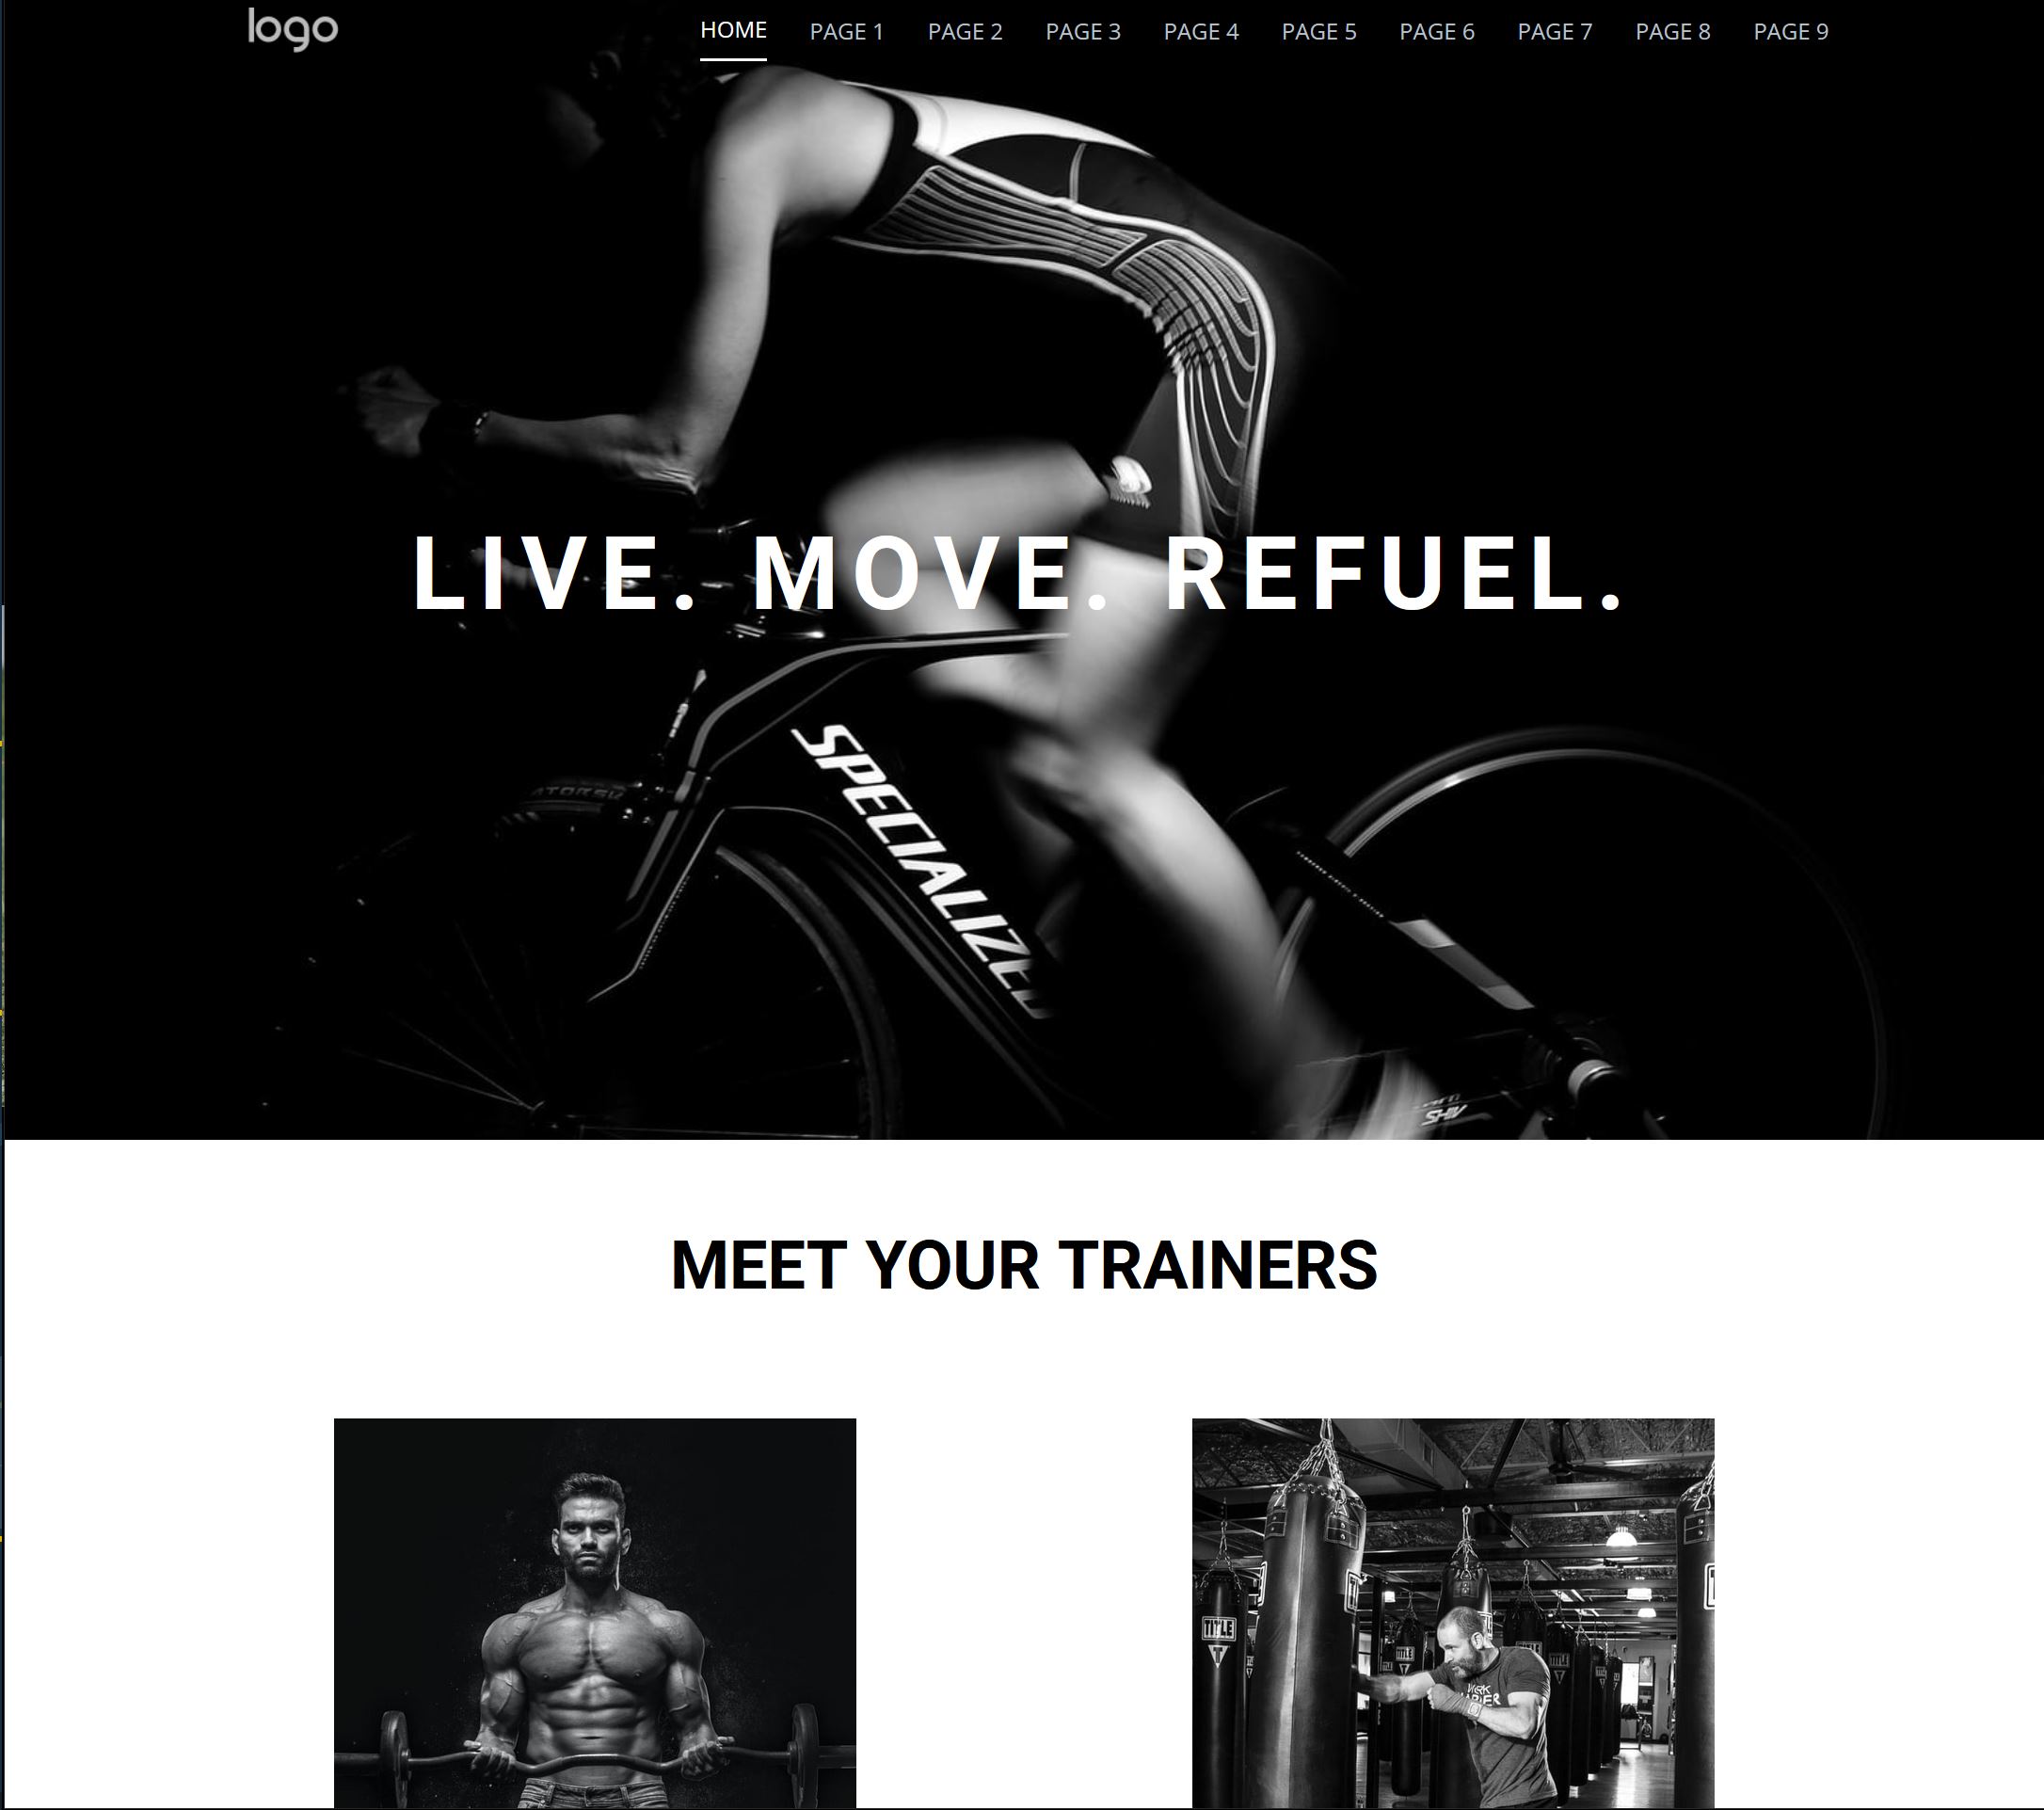 logo
HOME PAGE 1 PAGE 2 PAGE 3 PAGE 4 PAGE 5 PAGE 6 PAGE 7 PAGE 8 PAGE 9
LIVE. MOVE. REFUEL.
SPECIALIZED
SHIV
MEET YOUR TRAINERS
TITLE
T
TITLE
TITLE